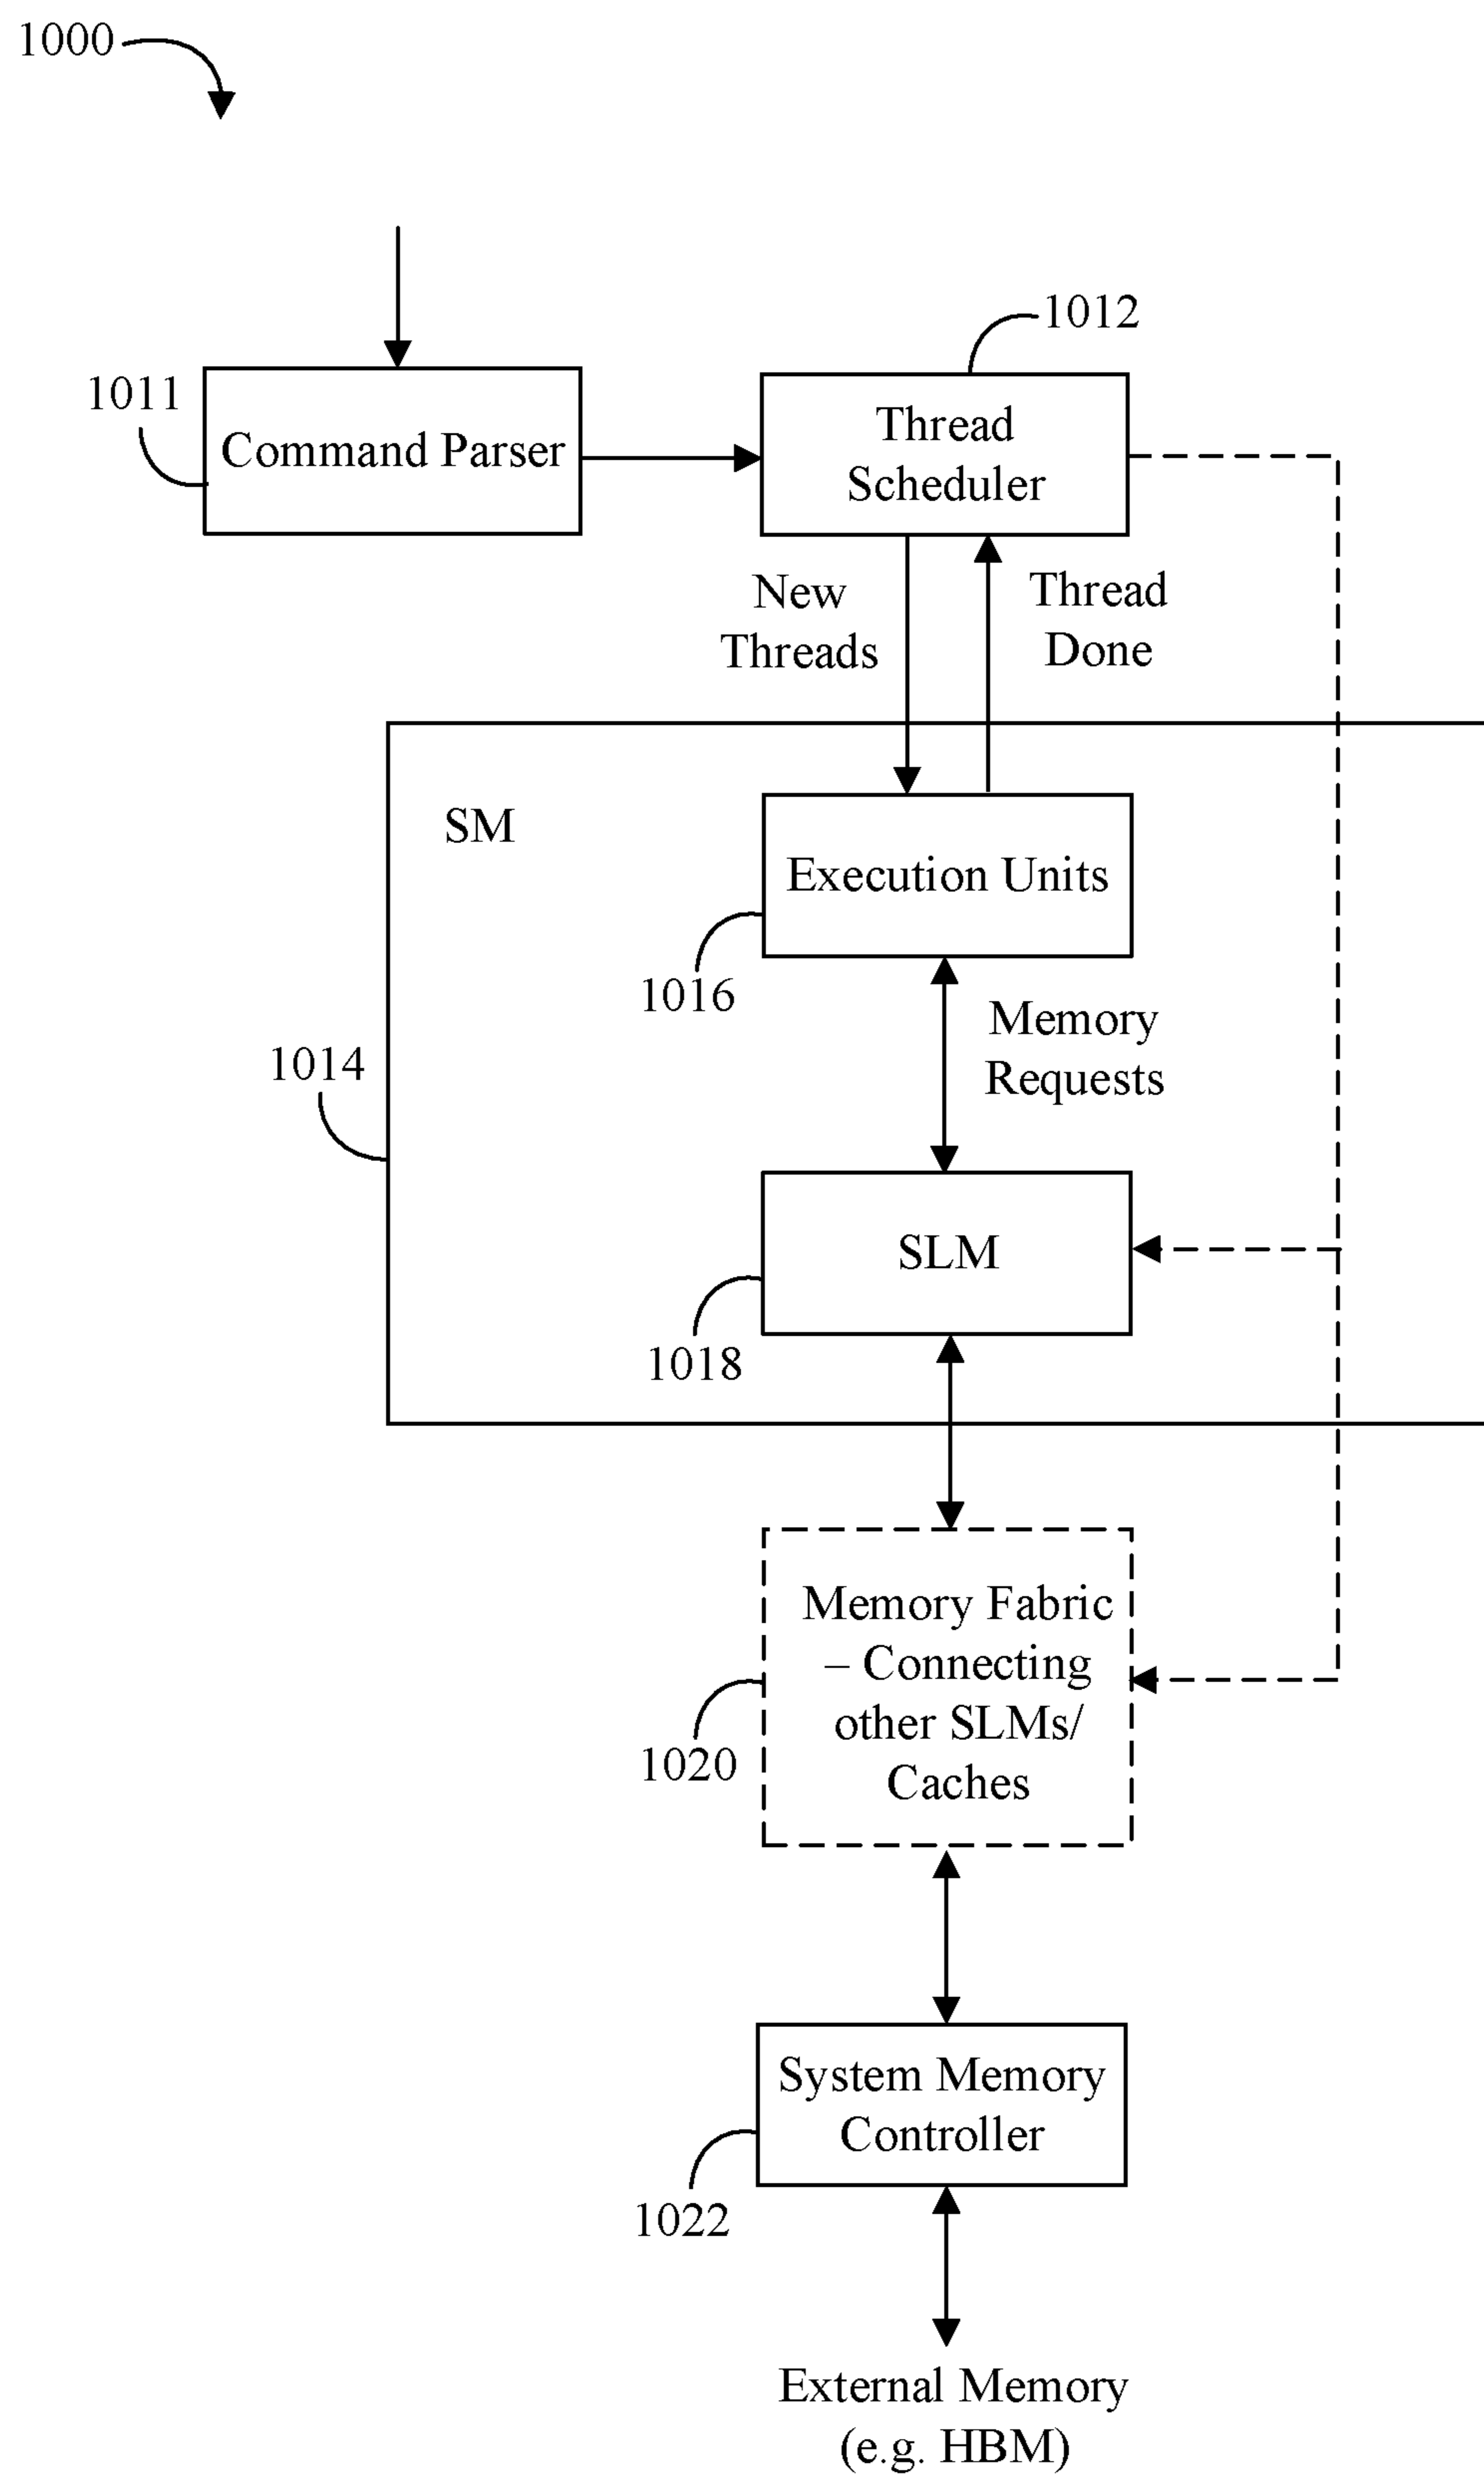 1000
1012
1011
Command Parser
Thread
Scheduler
New
Threads
Thread
Done
SM
Execution Units
1016
Memory
Requests
1014
SLM
1018
Memory Fabric
– Connecting
other SLMs/
Caches
1020
System Memory
Controller
1022
External Memory
(e.g. HBM)